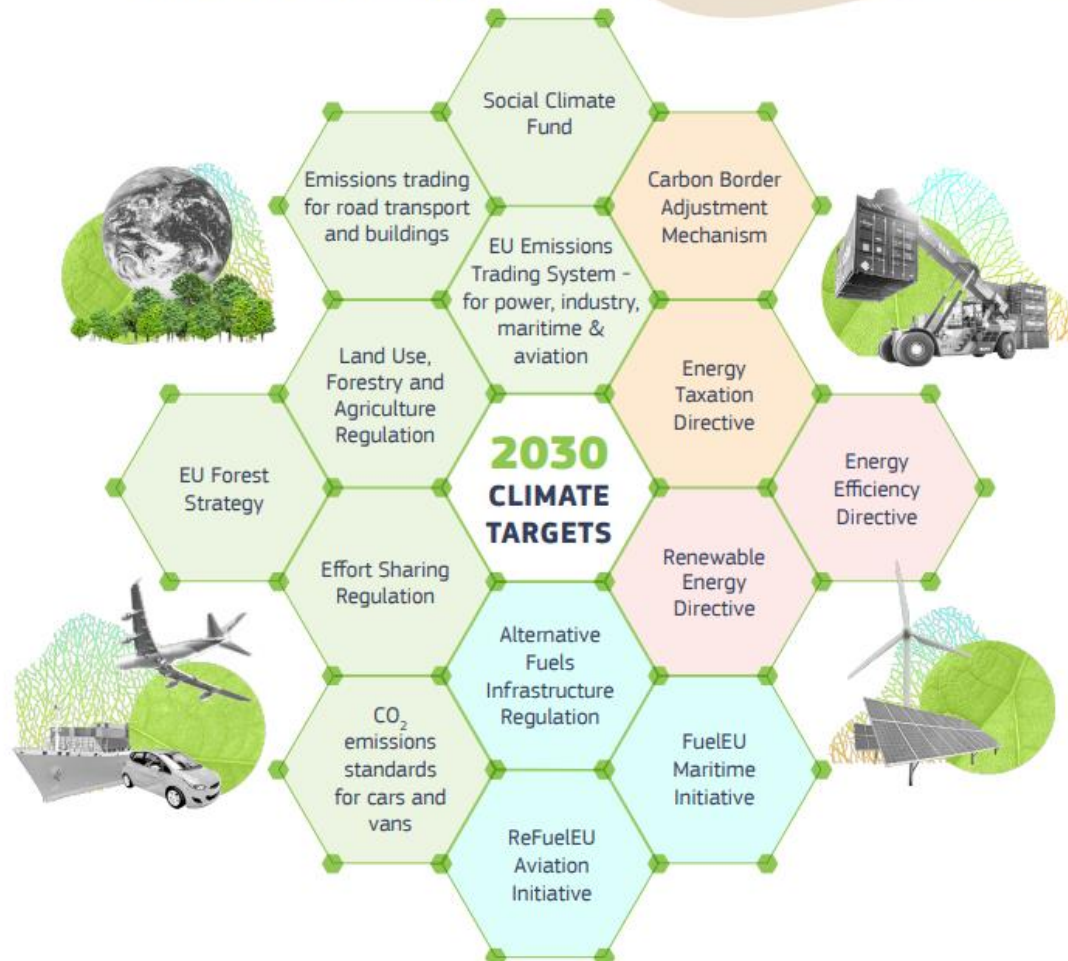 Social Climate
Fund
Emissions trading
for road transport
and buildings
Carbon Border
Adjustment
Mechanism
EU Emissions
Trading System -
for power, industry,
maritime &
aviation
Land Use,
Forestry and
Agriculture
Regulation
Energy
Taxation
Directive
EU Forest
Strategy
2030
CLIMATE
TARGETS
Energy
Efficiency
Directive
Effort Sharing
Regulation
Renewable
Energy
Directive
Alternative
Fuels
Infrastructure
Regulation
CO₂
emissions
standards
for cars and
vans
FuelEU
Maritime
Initiative
ReFuelEU
Aviation
Initiative